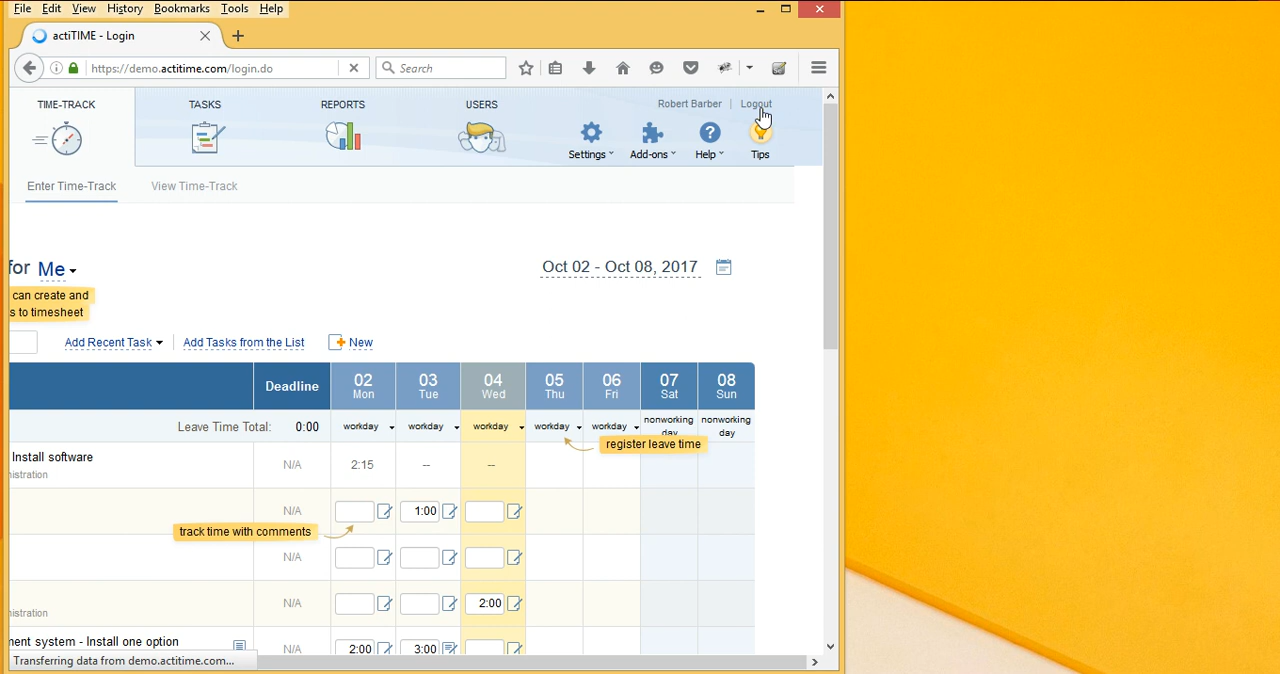 File Edit View History Bookmarks Tools Help
actiTIME - Login
https://demo.actitime.com/login.do
Search
TIME-TRACK TASKS REPORTS USERS
Robert Barber | Logout
Settings Add-ons Help Tips
Enter Time-Track View Time-Track
for Me
Oct 02 - Oct 08, 2017
can create and
s to timesheet
Add Recent Task Add Tasks from the List New
Deadline
02 Mon
03 Tue
04 Wed
05 Thu
06 Fri
07 Sat
08 Sun
Leave Time Total: 0:00 workday workday workday workday workday
nonworking
nonworking
day
register leave time
Install software
nistration
N/A 2:15 -- --
N/A 1:00
track time with comments
N/A
nistration
N/A 2:00
ment system - Install one option
N/A 2:00 3:00
Transferring data from demo.actitime.com...